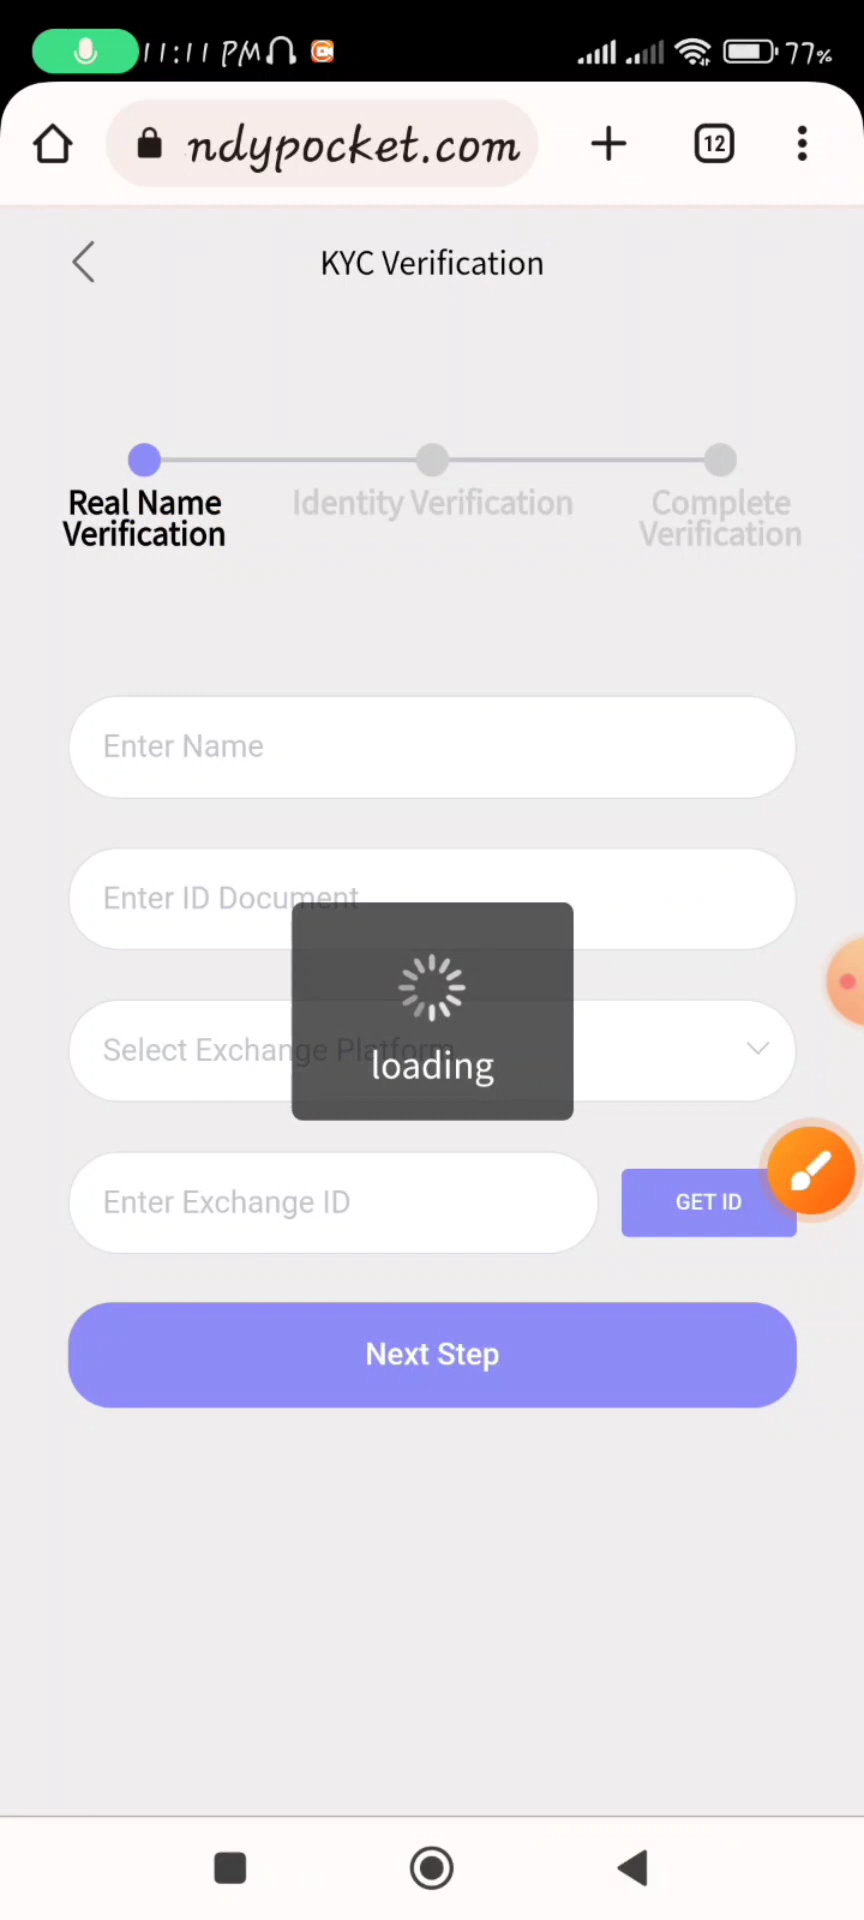 11:11 PM
77%
ndypocket.com
12
KYC Verification
Real Name
Verification
Identity Verification
Complete
Verification
Enter Name
Enter ID Document
Select Exchange Platform
loading
Enter Exchange ID
GET ID
Next Step